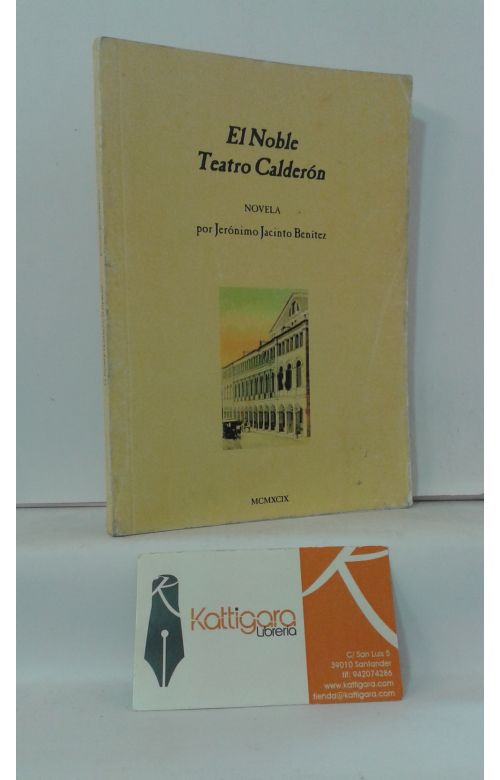 El Noble
Teatro Calderón
NOVELA
por Jerónimo Jacinto Benítez
MCMXCIX
Kattigara
Librería
C/ San Luis 5
39010 Santander
tlf: 942074286
www.kattigara.com
tienda@kattigara.com